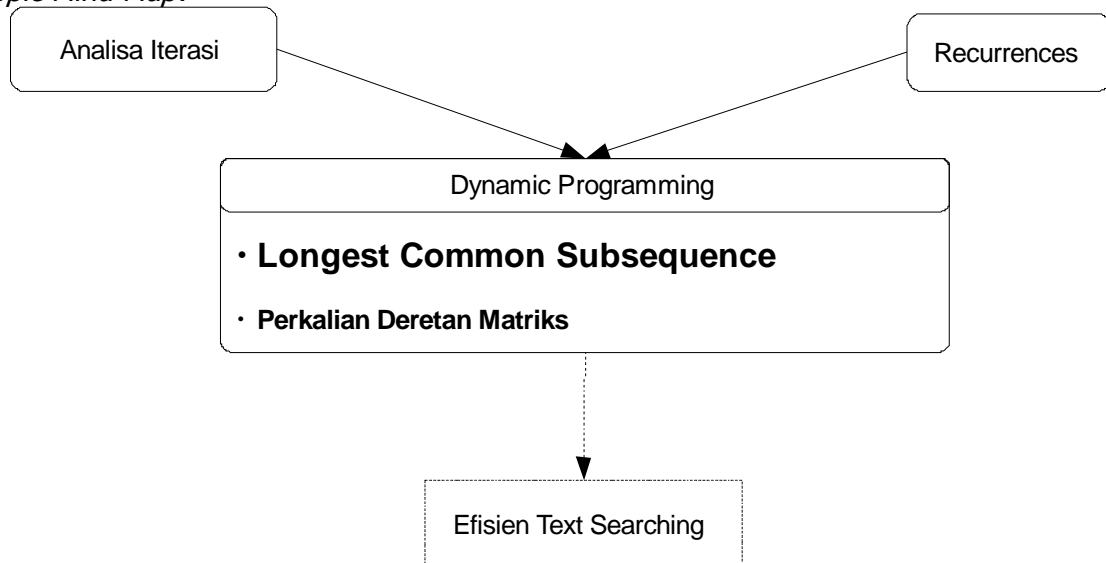 Analisa Iterasi
Recurrences
Dynamic Programming
· Longest Common Subsequence
· Perkalian Deretan Matriks
Efisien Text Searching